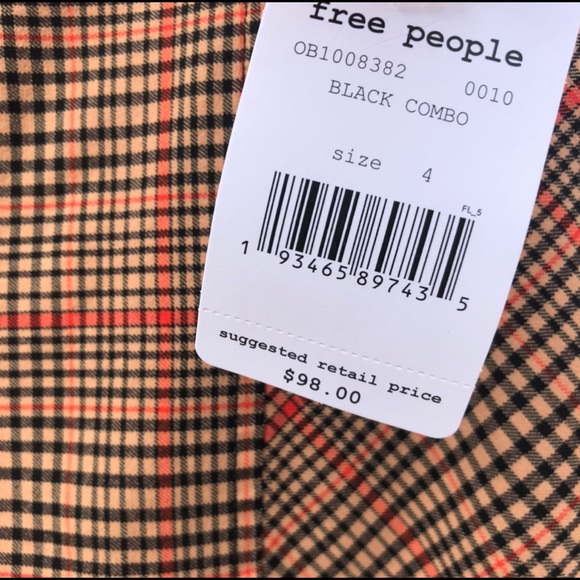 free people
OB1008382 0010
BLACK COMBO
size 4
FL_5
1 93465 89743 5
suggested retail price
$98.00